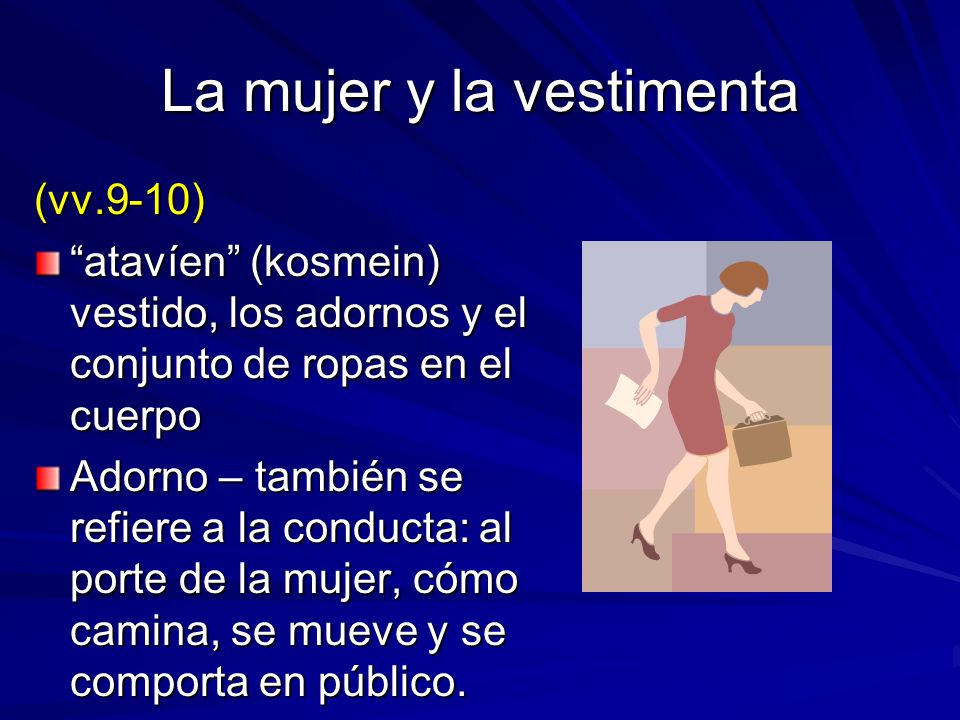 La mujer y la vestimenta
(vv.9-10)
“atavíen” (kosmein)
vestido, los adornos y el
conjunto de ropas en el
cuerpo
Adorno – también se
refiere a la conducta: al
porte de la mujer, cómo
camina, se mueve y se
comporta en público.